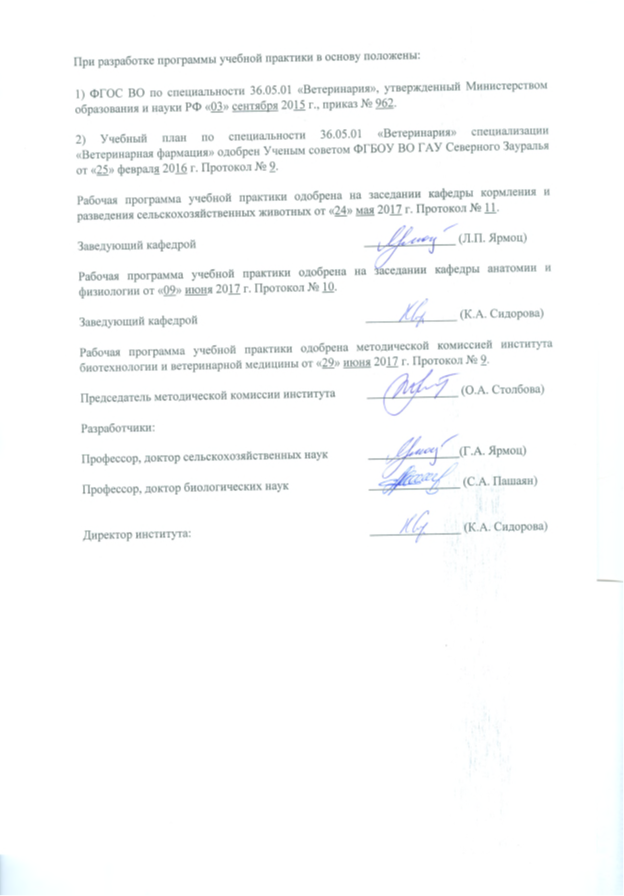 При разработке программы учебной практики в основу положены:
1) ФГОС ВО по специальности 36.05.01 «Ветеринария», утвержденный Министерством
образования и науки РФ «03» сентября 2015 г., приказ № 962.
2) Учебный план по специальности 36.05.01 «Ветеринария» специализации
«Ветеринарная фармация» одобрен Ученым советом ФГБОУ ВО ГАУ Северного Зауралья
от «25» февраля 2016 г. Протокол № 9.
Рабочая программа учебной практики одобрена на заседании кафедры кормления и
разведения сельскохозяйственных животных от «24» мая 2017 г. Протокол № 11.
Заведующий кафедрой (Л.П. Ярмоц)
Рабочая программа учебной практики одобрена на заседании кафедры анатомии и
физиологии от «09» июня 2017 г. Протокол № 10.
Заведующий кафедрой (К.А. Сидорова)
Рабочая программа учебной практики одобрена методической комиссией института
биотехнологии и ветеринарной медицины от «29» июня 2017 г. Протокол № 9.
Председатель методической комиссии института (О.А. Столбова)
Разработчики:
Профессор, доктор сельскохозяйственных наук (Г.А. Ярмоц)
Профессор, доктор биологических наук (С.А. Пашаян)
Директор института: (К.А. Сидорова)